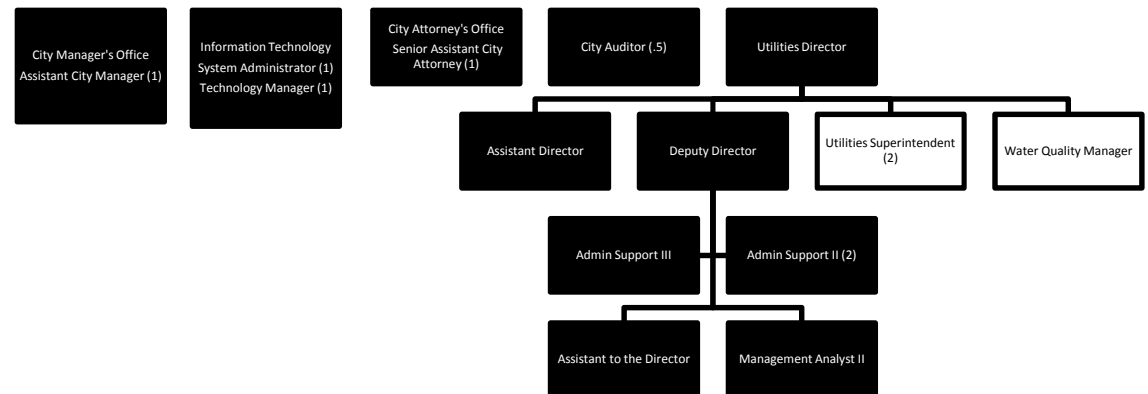 City Manager's Office
Assistant City Manager (1)
Information Technology
System Administrator (1)
Technology Manager (1)
City Attorney's Office
Senior Assistant City
Attorney (1)
City Auditor (.5)
Utilities Director
Assistant Director
Deputy Director
Utilities Superintendent
(2)
Water Quality Manager
Admin Support III
Admin Support II (2)
Assistant to the Director
Management Analyst II